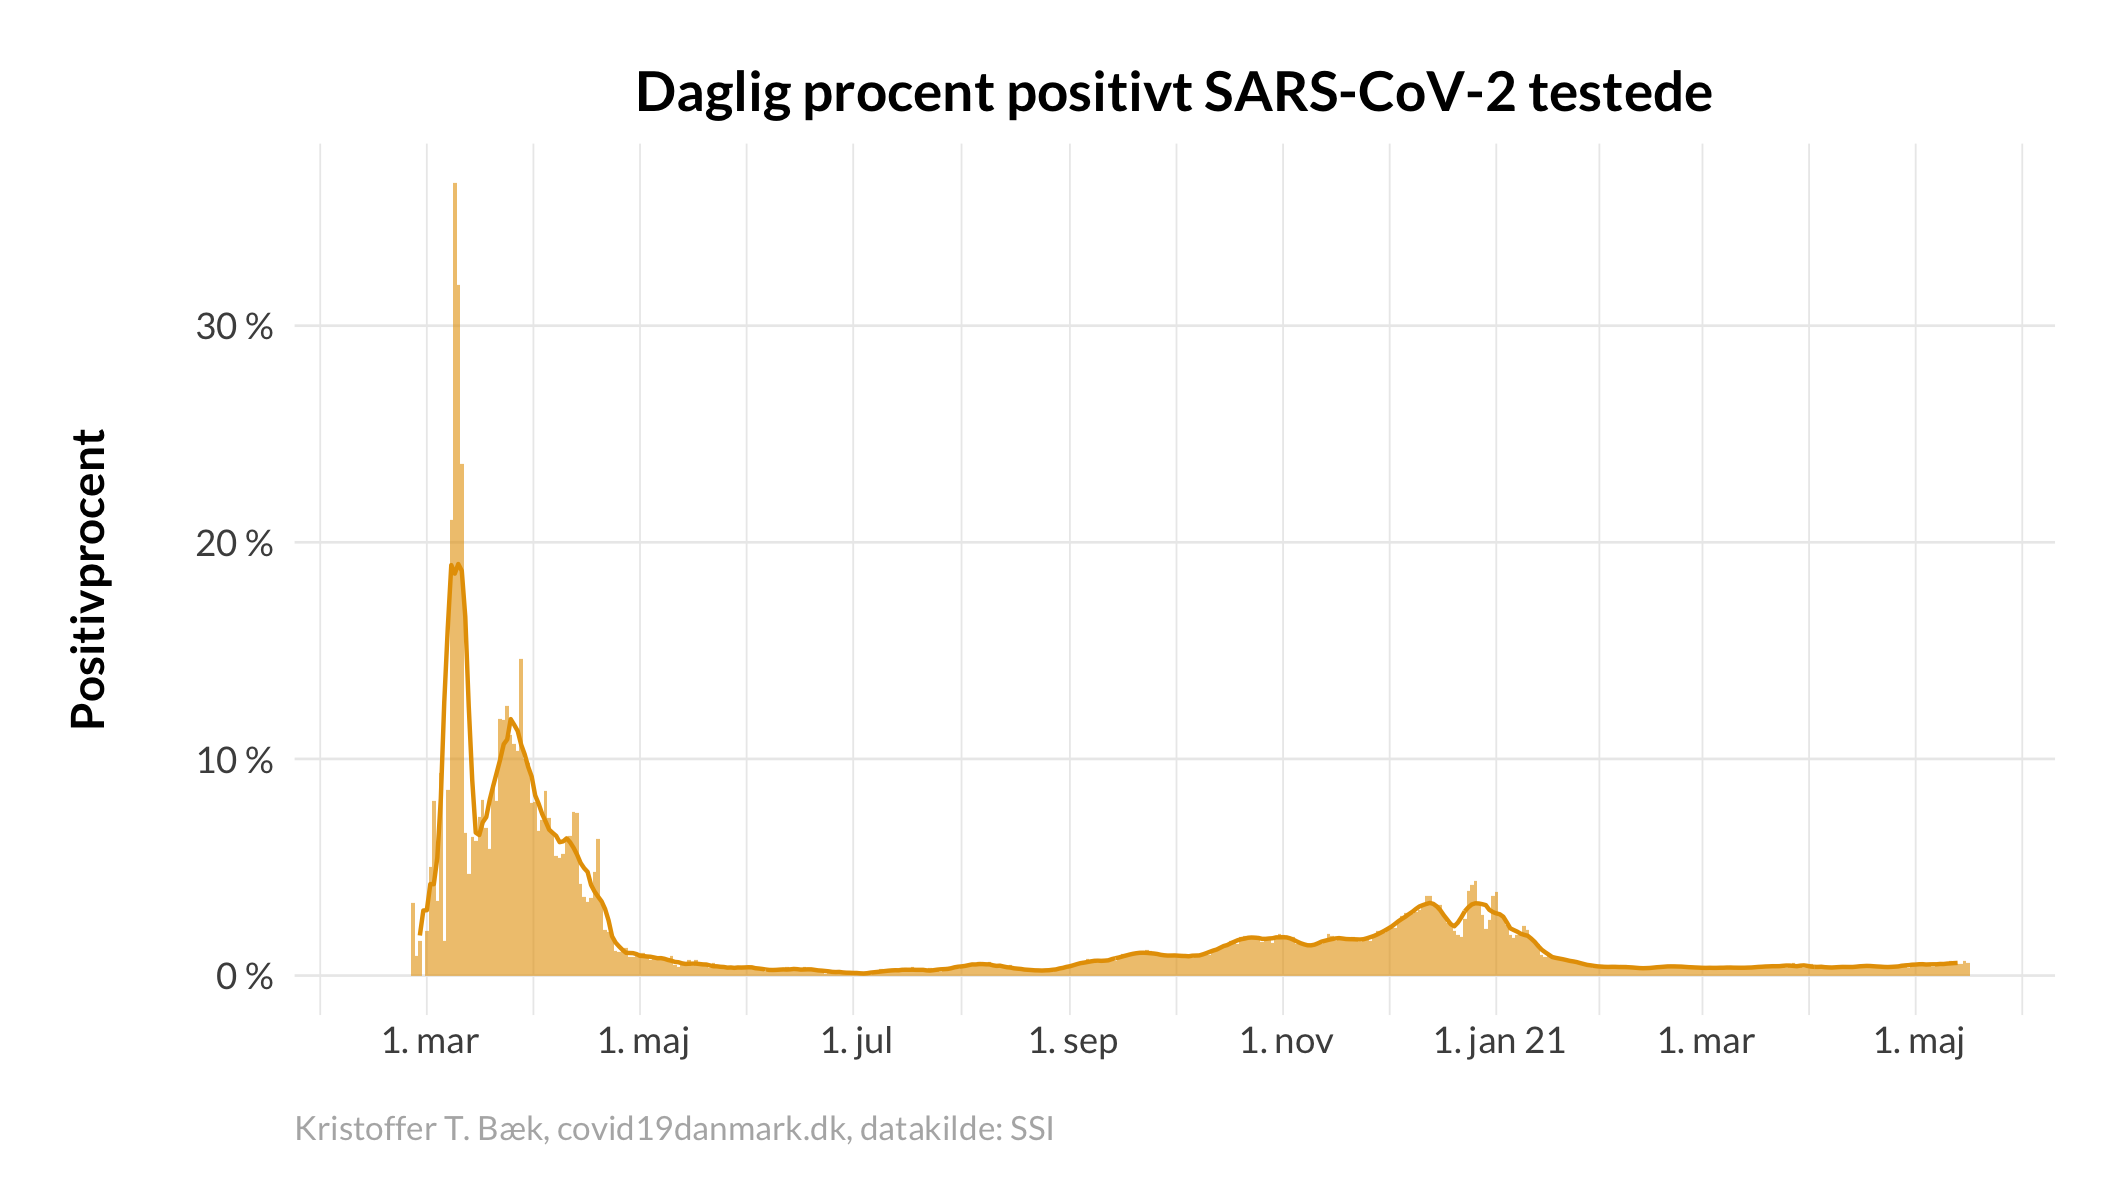 Daglig procent positivt SARS-CoV-2 testede
Positivprocent
30 %
20 %
10 %
0 %
1. mar
1. maj
1. jul
1. sep
1. nov
1. jan 21
1. mar
1. maj
Kristoffer T. Bæk, covid19danmark.dk, datakilde: SSI